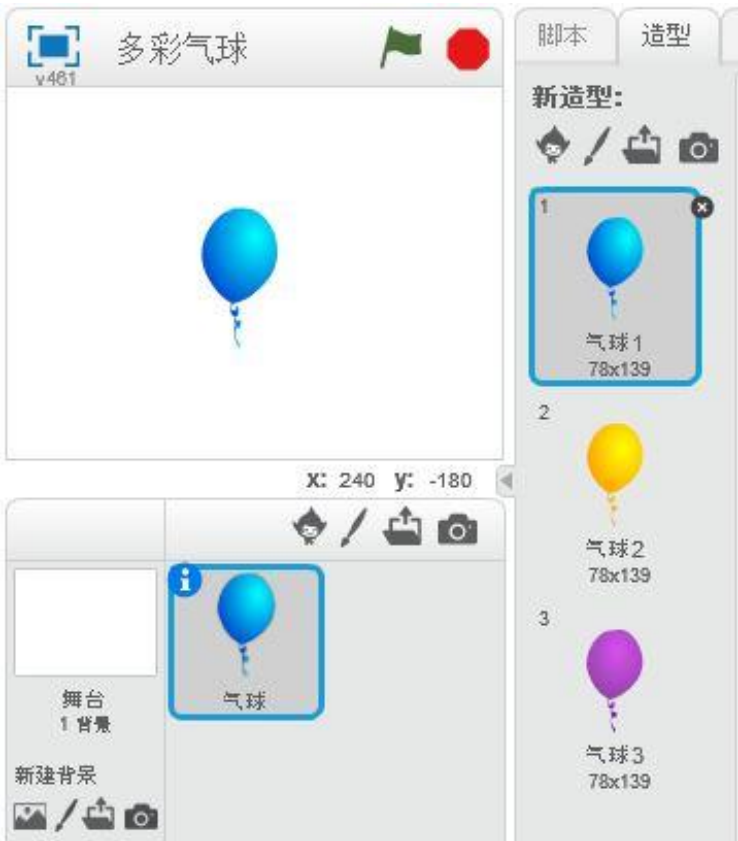 多彩气球
v461
x: 240 y: -180
舞台
1 背景
新建背景
气球
脚本
造型
新造型:
1
气球1
78x139
2
气球2
78x139
3
气球3
78x139